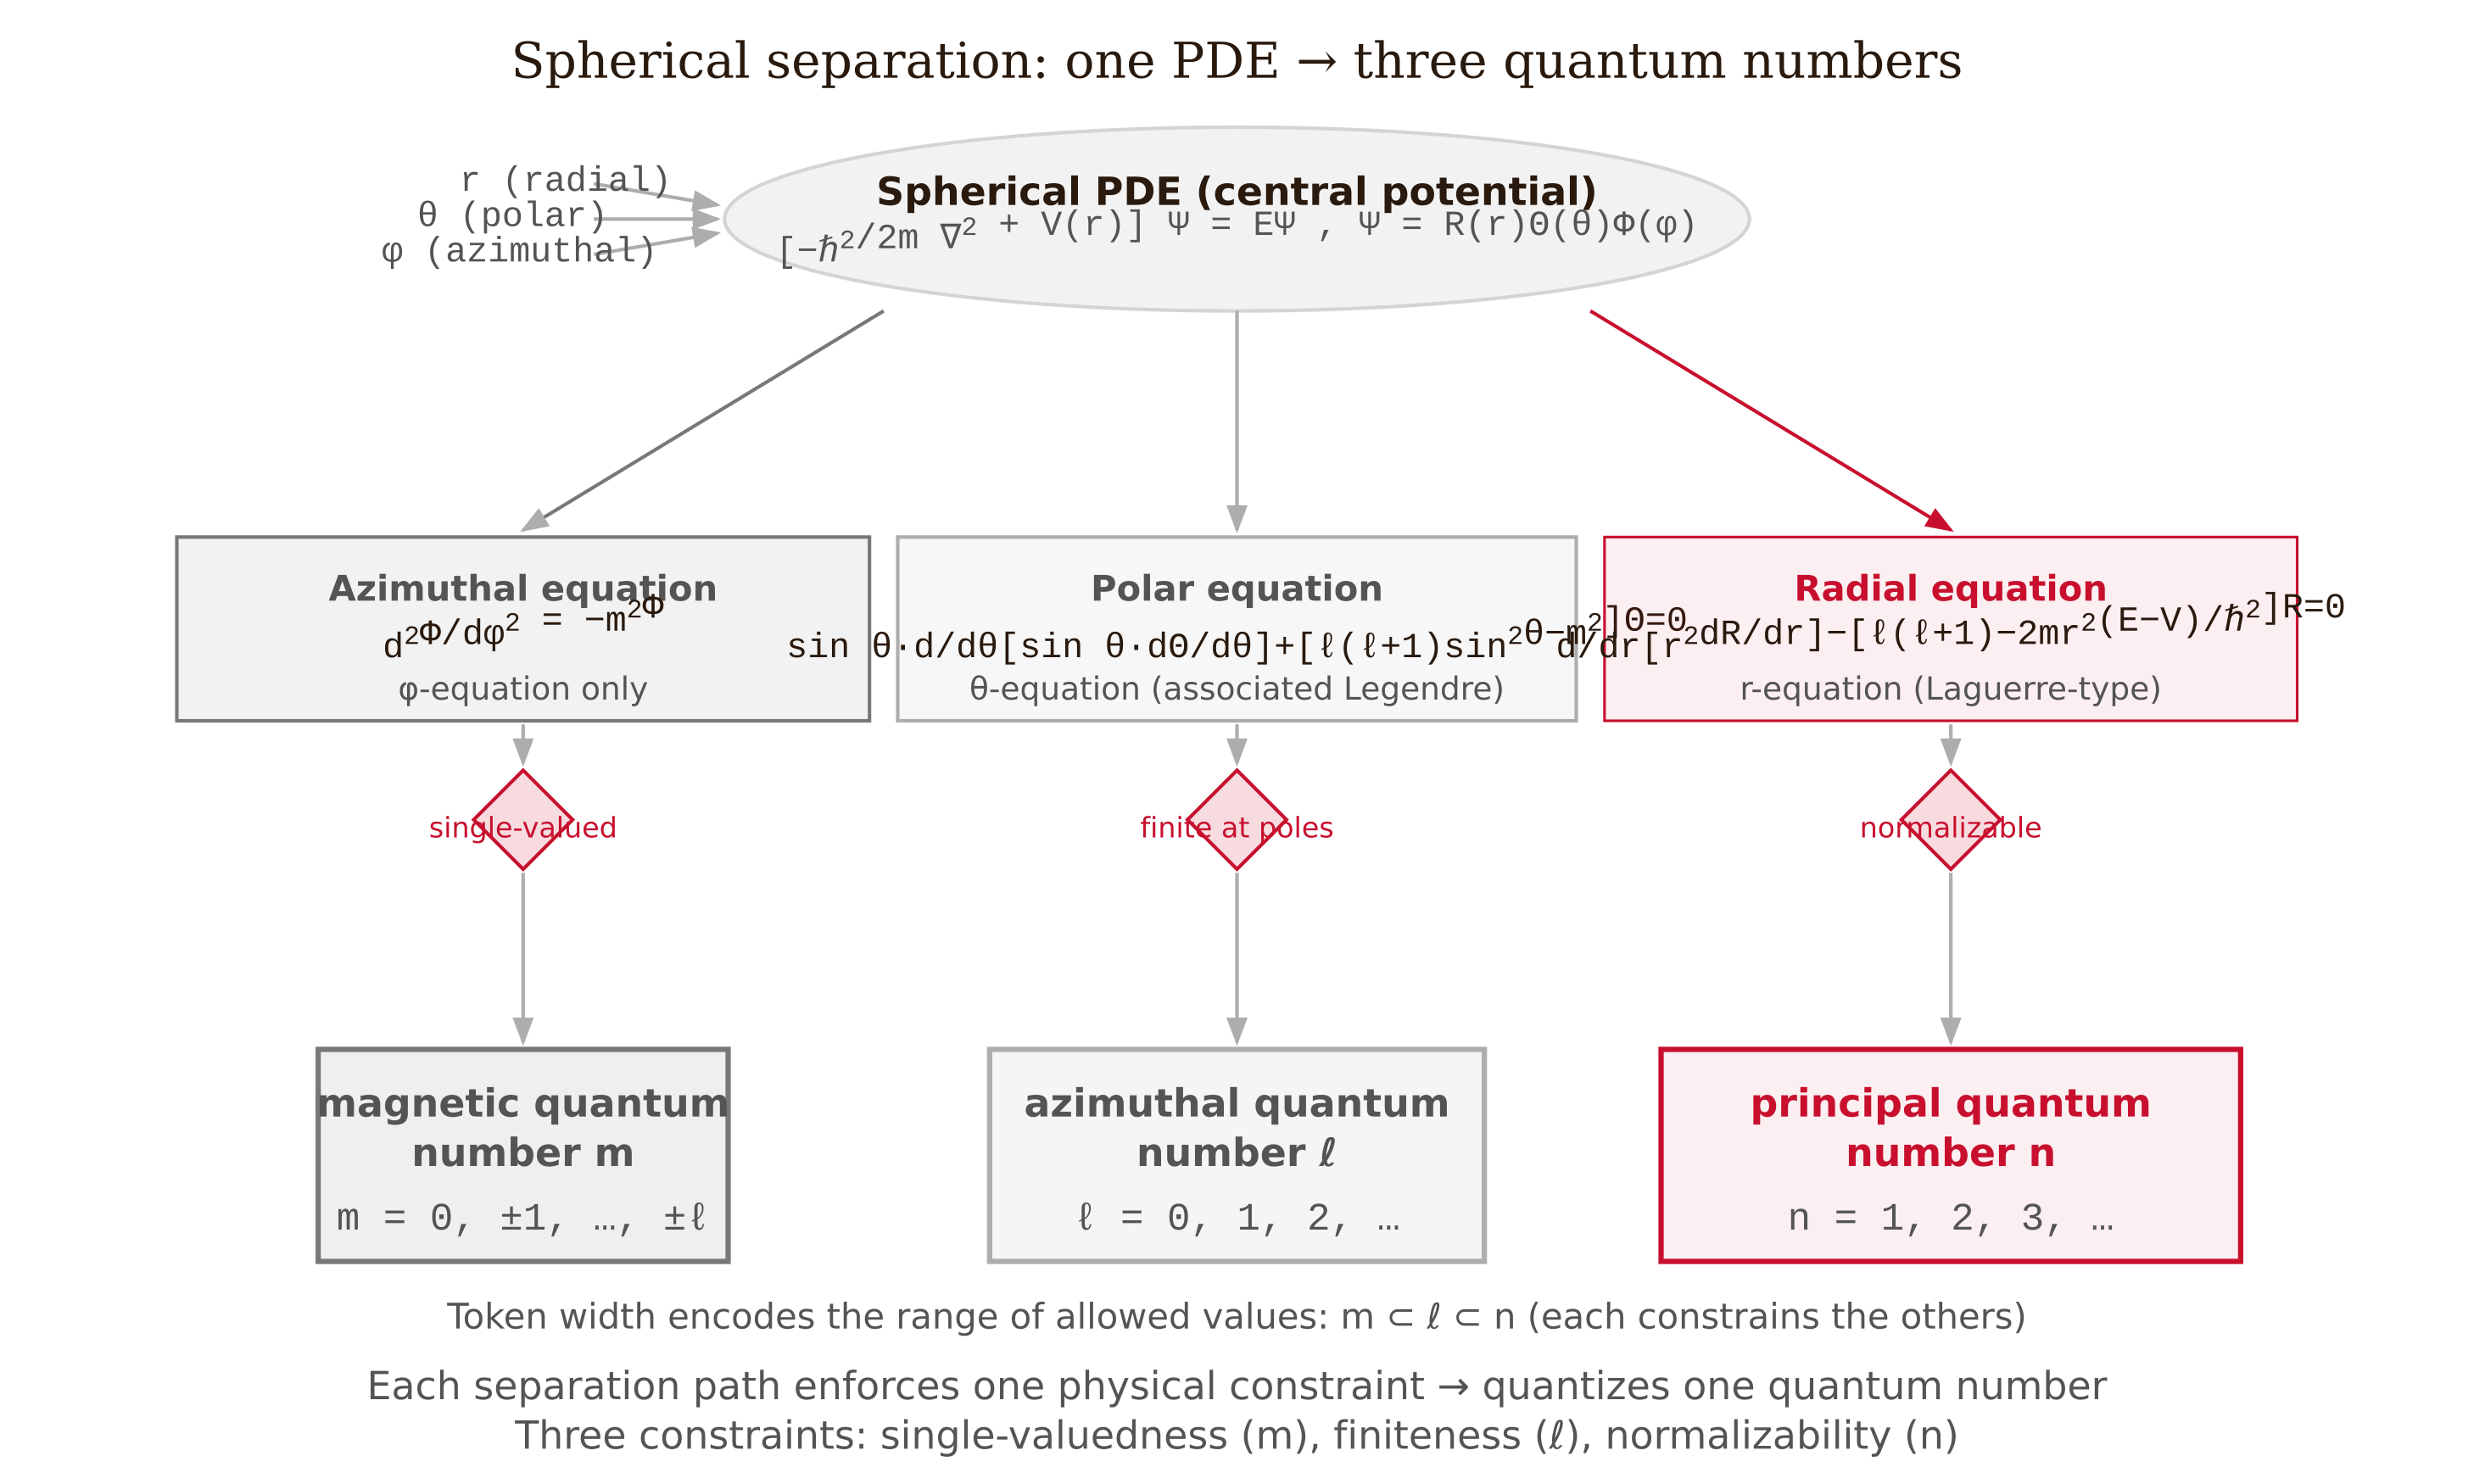 Spherical separation: one PDE → three quantum numbers
r (radial)
θ (polar)
φ (azimuthal)
Spherical PDE (central potential)
[−ℏ²/2m ∇² + V(r)] Ψ = EΨ , Ψ = R(r)Θ(θ)Φ(φ)
Azimuthal equation
d²Φ/dφ² = −m²Φ
φ-equation only
Polar equation
sin θ·d/dθ[sin θ·dΘ/dθ]+[ℓ(ℓ+1)sin²θ−m²]Θ=0
θ-equation (associated Legendre)
Radial equation
d/dr[r²dR/dr]−[ℓ(ℓ+1)−2mr²(E−V)/ℏ²]R=0
r-equation (Laguerre-type)
single-valued
finite at poles
normalizable
magnetic quantum
number m
m = 0, ±1, …, ±ℓ
azimuthal quantum
number ℓ
ℓ = 0, 1, 2, …
principal quantum
number n
n = 1, 2, 3, …
Token width encodes the range of allowed values: m ⊂ ℓ ⊂ n (each constrains the others)
Each separation path enforces one physical constraint → quantizes one quantum number
Three constraints: single-valuedness (m), finiteness (ℓ), normalizability (n)